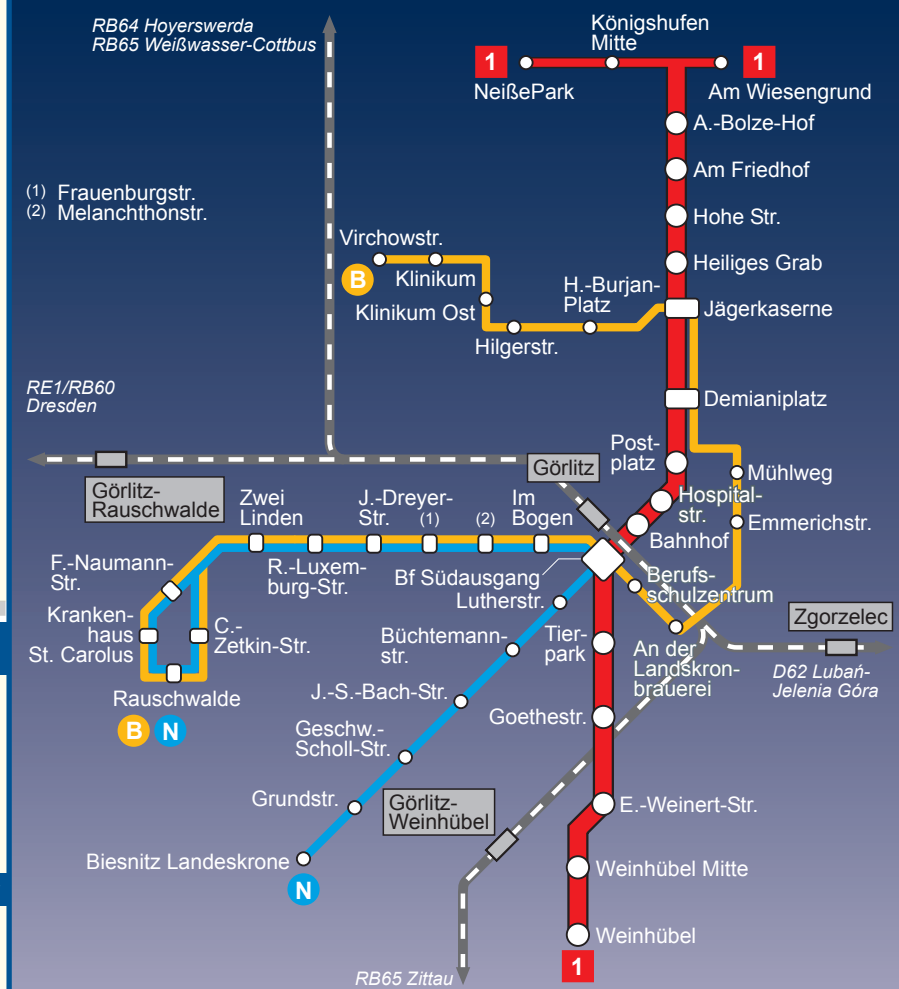 RB64 Hoyerswerda
RB65 Weißwasser-Cottbus
Königshufen
Mitte
1
1
NeißePark
Am Wiesengrund
A.-Bolze-Hof
Am Friedhof
(1) Frauenburgstr.
(2) Melanchthonstr.
Hohe Str.
Virchowstr.
Heiliges Grab
B
Klinikum
H.-Burjan-
Platz
Klinikum Ost
Jägerkaserne
Hilgerstr.
RE1/RB60
Dresden
Demianiplatz
Post-
platz
Görlitz
Mühlweg
Görlitz-
Rauschwalde
Zwei
Linden
J.-Dreyer-
Str.
(1)
(2)
Im
Bogen
Hospital-
str.
Emmerichstr.
Bahnhof
F.-Naumann-
Str.
R.-Luxem-
burg-Str.
Bf Südausgang
Lutherstr.
Berufs-
schulzentrum
Kranken-
haus
St. Carolus
C.-
Zetkin-Str.
Büchtemann-
str.
Tier-
park
Zgorzelec
An der
Landskron-
brauerei
D62 Lubań-
Jelenia Góra
Rauschwalde
B
N
J.-S.-Bach-Str.
Goethestr.
Geschw.-
Scholl-Str.
Grundstr.
Görlitz-
Weinhübel
E.-Weinert-Str.
Biesnitz Landeskrone
N
Weinhübel Mitte
Weinhübel
1
RB65 Zittau